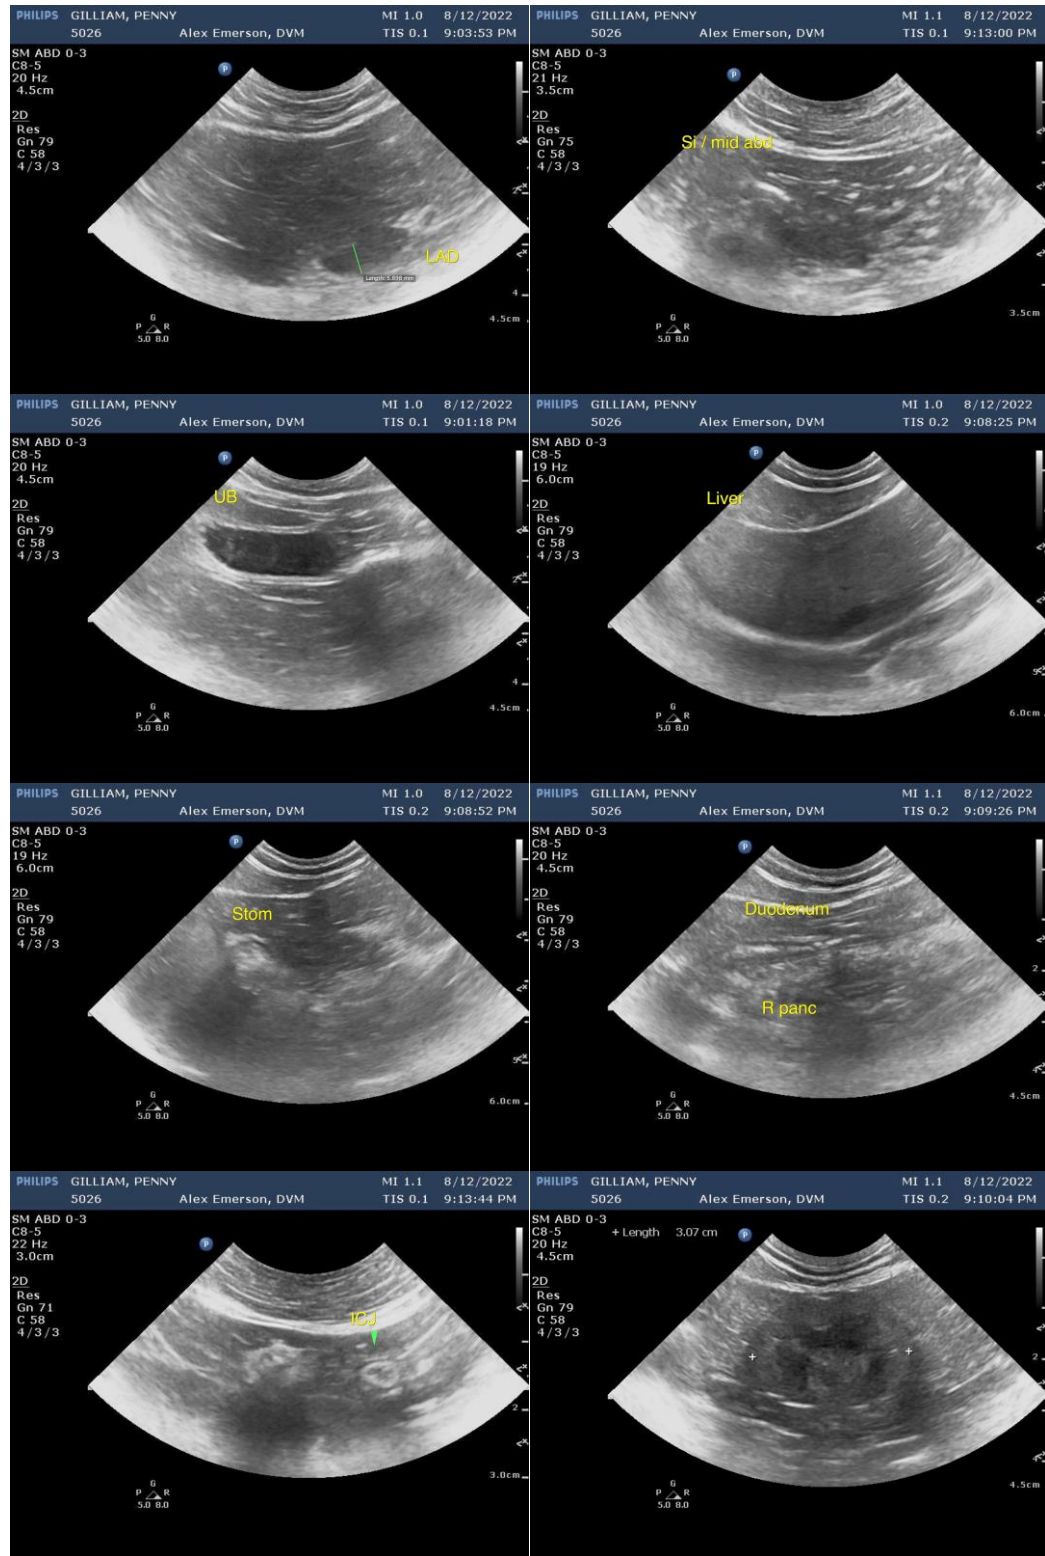 PHILIPS GILLIAM, PENNY MI 1.0 8/12/2022
5026 Alex Emerson, DVM TIS 0.1 9:03:53 PM
SM ABD 0-3
C8-5
20 Hz
4.5cm
2D
Res
Gn 79
C 58
4/3/3
P
2
LAD
4
4.5cm
G
P R
5.0 8.0
PHILIPS GILLIAM, PENNY MI 1.1 8/12/2022
5026 Alex Emerson, DVM TIS 0.1 9:13:00 PM
SM ABD 0-3
C8-5
21 Hz
3.5cm
2D
Res
Gn 75
C 58
4/3/3
P
Si / mid abd
3.5cm
G
P R
5.0 8.0
PHILIPS GILLIAM, PENNY MI 1.0 8/12/2022
5026 Alex Emerson, DVM TIS 0.1 9:01:18 PM
SM ABD 0-3
C8-5
20 Hz
4.5cm
2D
Res
Gn 79
C 58
4/3/3
P
UB
2
4
4.5cm
G
P R
5.0 8.0
PHILIPS GILLIAM, PENNY MI 1.0 8/12/2022
5026 Alex Emerson, DVM TIS 0.2 9:08:25 PM
SM ABD 0-3
C8-5
19 Hz
6.0cm
2D
Res
Gn 79
C 58
4/3/3
P
Liver
5
6.0cm
G
P R
5.0 8.0
PHILIPS GILLIAM, PENNY MI 1.0 8/12/2022
5026 Alex Emerson, DVM TIS 0.2 9:08:52 PM
SM ABD 0-3
C8-5
19 Hz
6.0cm
2D
Res
Gn 79
C 58
4/3/3
P
Stom
5
6.0cm
G
P R
5.0 8.0
PHILIPS GILLIAM, PENNY MI 1.1 8/12/2022
5026 Alex Emerson, DVM TIS 0.2 9:09:26 PM
SM ABD 0-3
C8-5
20 Hz
4.5cm
2D
Res
Gn 79
C 58
4/3/3
P
Duodenum
2
R panc
4
4.5cm
G
P R
5.0 8.0
PHILIPS GILLIAM, PENNY MI 1.1 8/12/2022
5026 Alex Emerson, DVM TIS 0.1 9:13:44 PM
SM ABD 0-3
C8-5
22 Hz
3.0cm
2D
Res
Gn 71
C 58
4/3/3
P
ICJ
2
3.0cm
G
P R
5.0 8.0
PHILIPS GILLIAM, PENNY MI 1.1 8/12/2022
5026 Alex Emerson, DVM TIS 0.2 9:10:04 PM
SM ABD 0-3
C8-5
20 Hz
4.5cm
2D
Res
Gn 79
C 58
4/3/3
+ Length 3.07 cm
P
2
4
4.5cm
G
P R
5.0 8.0